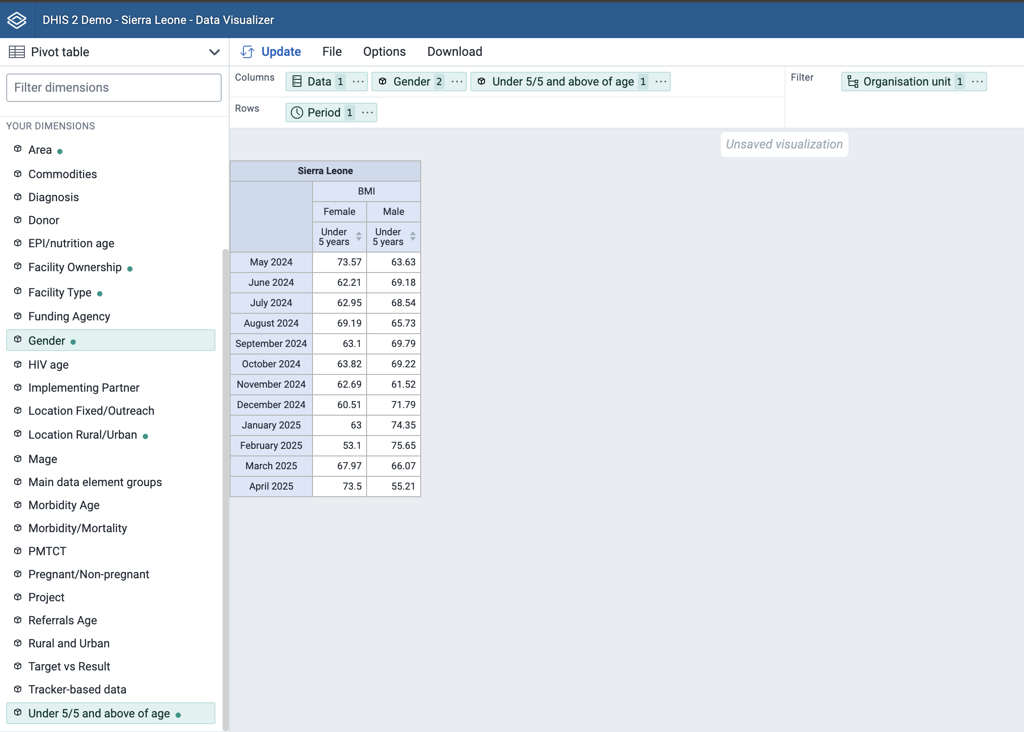 DHIS 2 Demo - Sierra Leone - Data Visualizer
Pivot table
Update File Options Download
Filter dimensions
Columns Data 1 ... Gender 2 ... Under 5/5 and above of age 1 ...
Filter Organisation unit 1 ...
Rows Period 1 ...
YOUR DIMENSIONS
Area
Commodities
Diagnosis
Donor
EPI/nutrition age
Facility Ownership
Facility Type
Funding Agency
Gender
HIV age
Implementing Partner
Location Fixed/Outreach
Location Rural/Urban
Mage
Main data element groups
Morbidity Age
Morbidity/Mortality
PMTCT
Pregnant/Non-pregnant
Project
Referrals Age
Rural and Urban
Target vs Result
Tracker-based data
Under 5/5 and above of age
Unsaved visualization
Sierra Leone
BMI
Female Male
Under 5 years Under 5 years
May 2024 73.57 63.63
June 2024 62.21 69.18
July 2024 62.95 68.54
August 2024 69.19 65.73
September 2024 63.1 69.79
October 2024 63.82 69.22
November 2024 62.69 61.52
December 2024 60.51 71.79
January 2025 63 74.35
February 2025 53.1 75.65
March 2025 67.97 66.07
April 2025 73.5 55.21